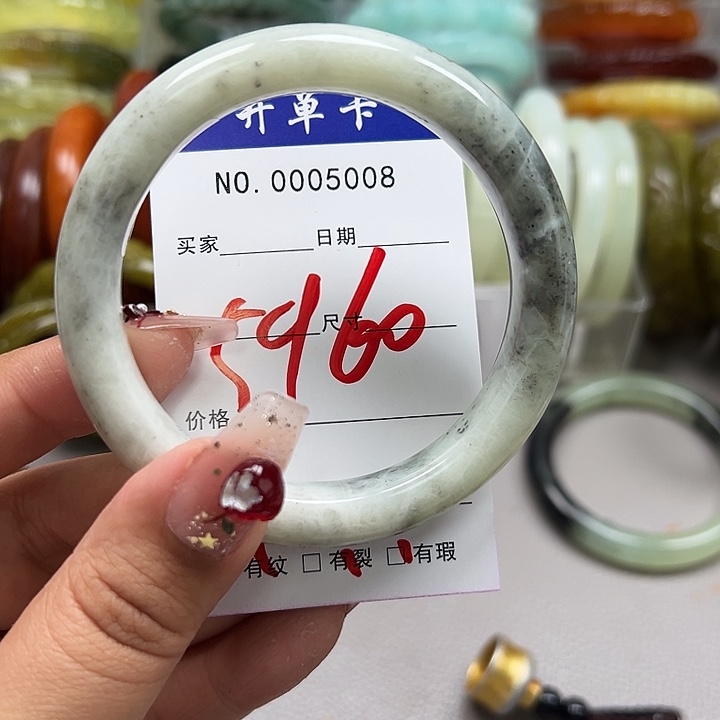 开单卡
NO. 0005008
买家 日期
尺寸
5960
价格
有纹 □ 有裂 □ 有瑕